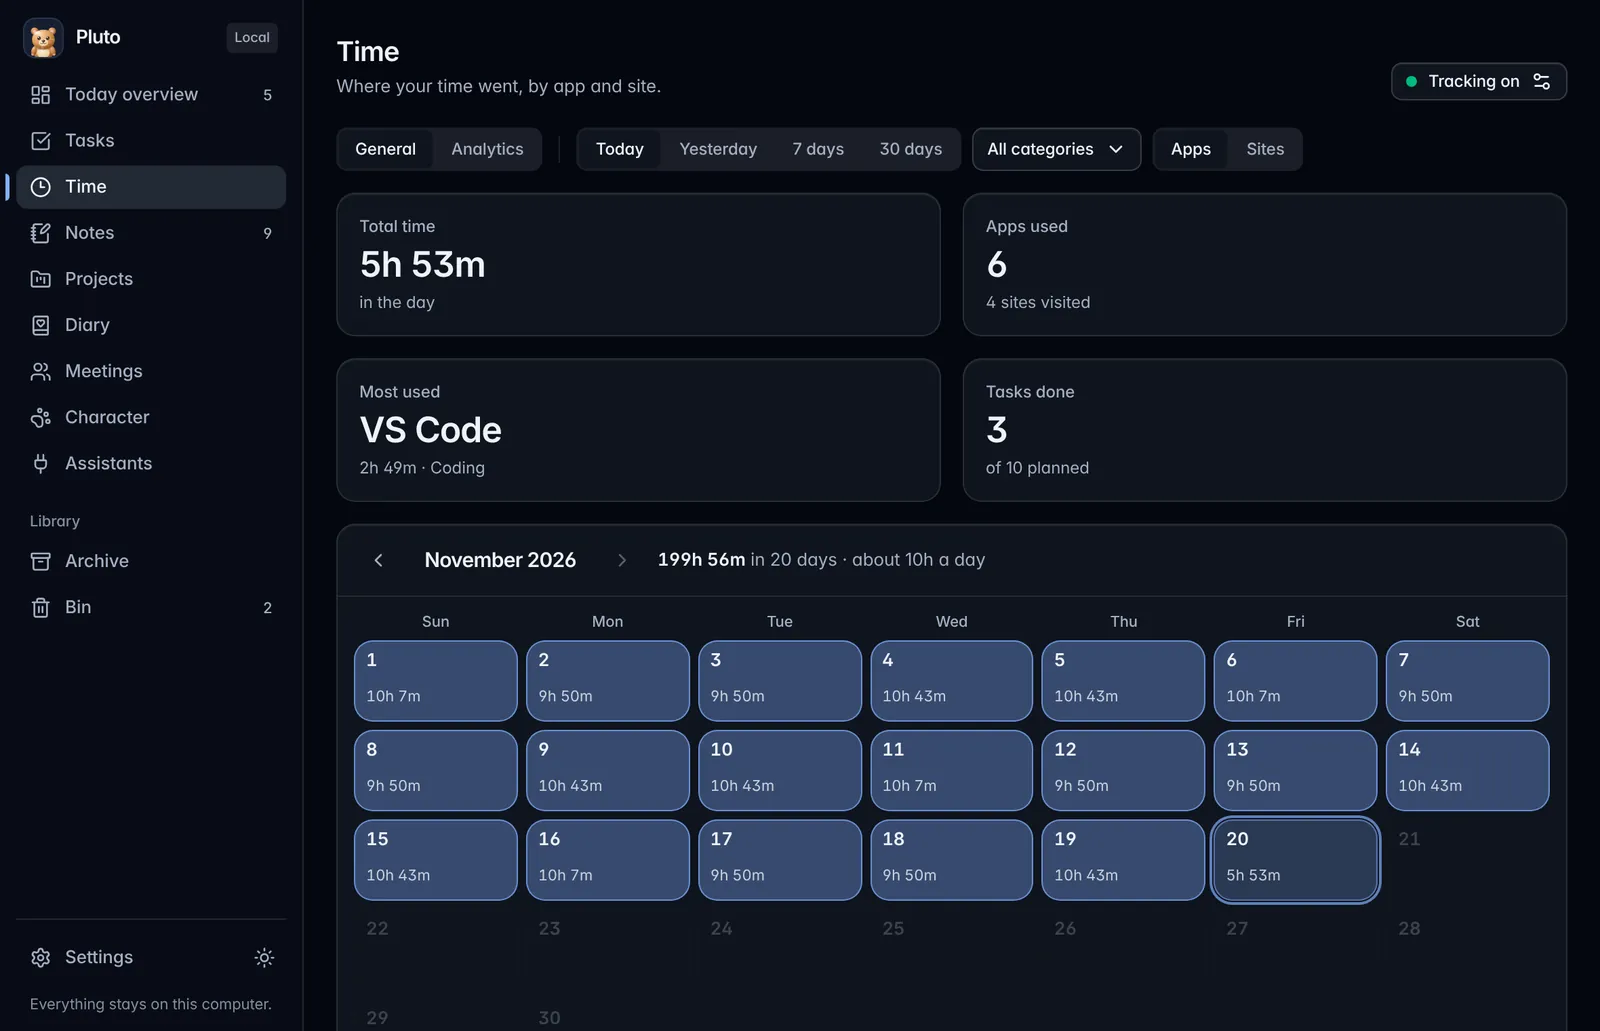 Pluto
Local
Today overview 5
Tasks
Time
Notes 9
Projects
Diary
Meetings
Character
Assistants
Library
Archive
Bin 2
Settings
Everything stays on this computer.
Time
Where your time went, by app and site.
Tracking on
General Analytics Today Yesterday 7 days 30 days All categories Apps Sites
Total time
5h 53m
in the day
Apps used
6
4 sites visited
Most used
VS Code
2h 49m · Coding
Tasks done
3
of 10 planned
November 2026 199h 56m in 20 days · about 10h a day
Sun Mon Tue Wed Thu Fri Sat
1 2 3 4 5 6 7
10h 7m 9h 50m 9h 50m 10h 43m 10h 43m 10h 7m 9h 50m
8 9 10 11 12 13 14
9h 50m 10h 43m 10h 43m 10h 7m 9h 50m 9h 50m 10h 43m
15 16 17 18 19 20 21
10h 43m 10h 7m 9h 50m 9h 50m 10h 43m 5h 53m
22 23 24 25 26 27 28
29 30